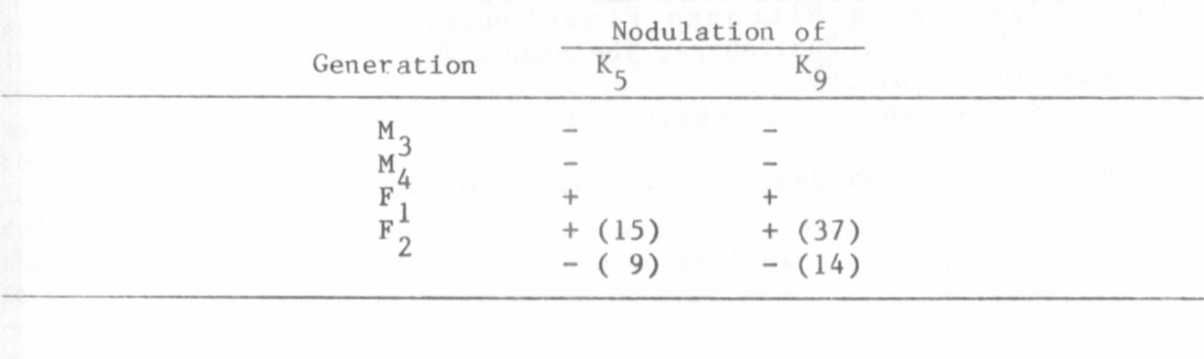 Nodulation of
Generation K5 K9
M3 - -
M4 - -
F1 + +
F2 + (15) + (37)
- ( 9) - (14)